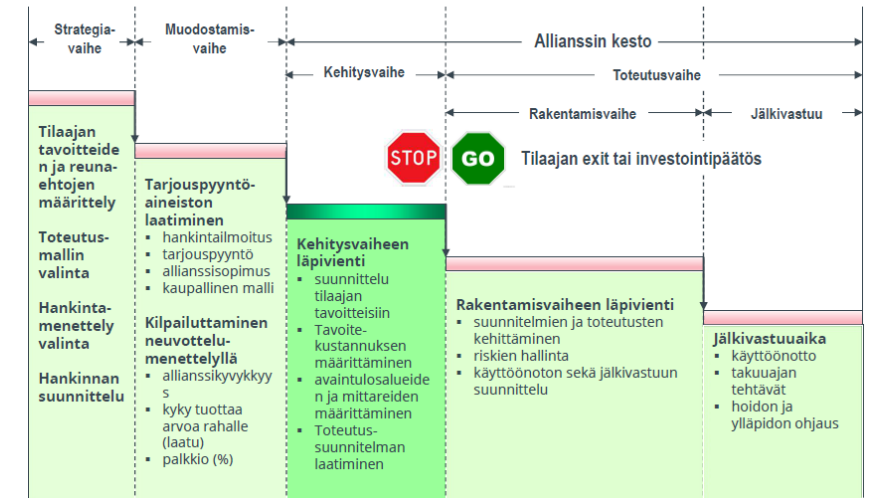 Strategia-
vaihe
Muodostamis-
vaihe
Allianssin kesto
Kehitysvaihe
Toteutusvaihe
Rakentamisvaihe
Jälkivastuu
STOP
GO
Tilaajan exit tai investointipäätös
Tilaajan
tavoitteide
n ja reuna-
ehtojen
määrittely
Toteutus-
mallin
valinta
Hankinta-
menettely
valinta
Hankinnan
suunnittelu
Tarjouspyyntö-
aineiston
laatiminen
▪ hankintailmoitus
▪ tarjouspyyntö
▪ allianssisopimus
▪ kaupallinen malli
Kilpailuttaminen
neuvottelu-
menettelyllä
▪ allianssikyvykkyy
s
▪ kyky tuottaa
arvoa rahalle
(laatu)
▪ palkkio (%)
Kehitysvaiheen
läpivienti
▪ suunnittelu
tilaajan
tavoitteisiin
▪ Tavoite-
kustannuksen
määrittäminen
▪ avaintulosalueide
n ja mittareiden
määrittäminen
▪ Toteutus-
suunnitelman
laatiminen
Rakentamisvaiheen läpivienti
▪ suunnitelmien ja toteutusten
kehittäminen
▪ riskien hallinta
▪ käyttöönoton sekä jälkivastuun
suunnittelu
Jälkivastuuaika
▪ käyttöönotto
▪ takuuajan
tehtävät
▪ hoidon ja
ylläpidon ohjaus